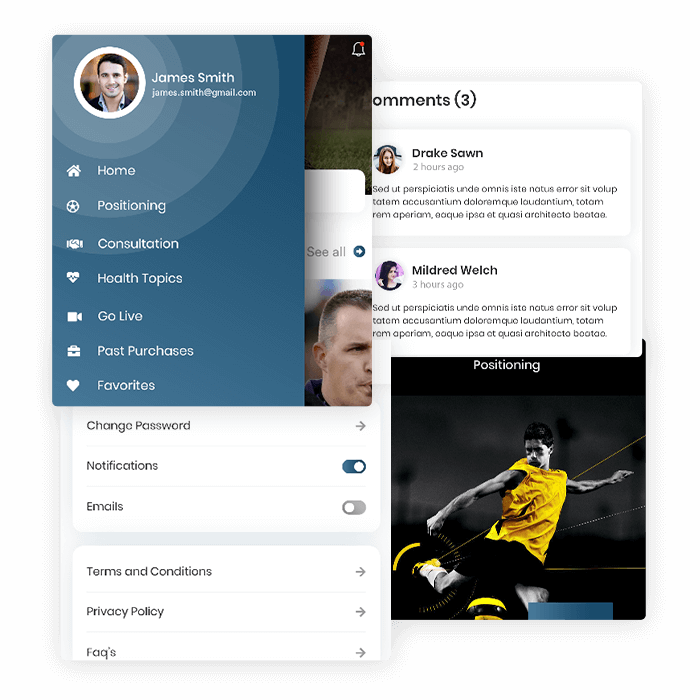 James Smith
james.smith@gmail.com
Home
Positioning
Consultation
Health Topics
Go Live
Past Purchases
Favorites
See all
omments (3)
Drake Sawn
2 hours ago
Sed ut perspiciatis unde omnis iste natus error sit volup
tatem accusantium doloremque laudantium, totam
rem aperiam, eaque ipsa et quasi architecto beatae.
Mildred Welch
3 hours ago
Sed ut perspiciatis unde omnis iste natus error sit volup
tatem accusantium doloremque laudantium, totam
rem aperiam, eaque ipsa et quasi architecto beatae.
Positioning
Change Password
Notifications
Emails
Terms and Conditions
Privacy Policy
Faq's